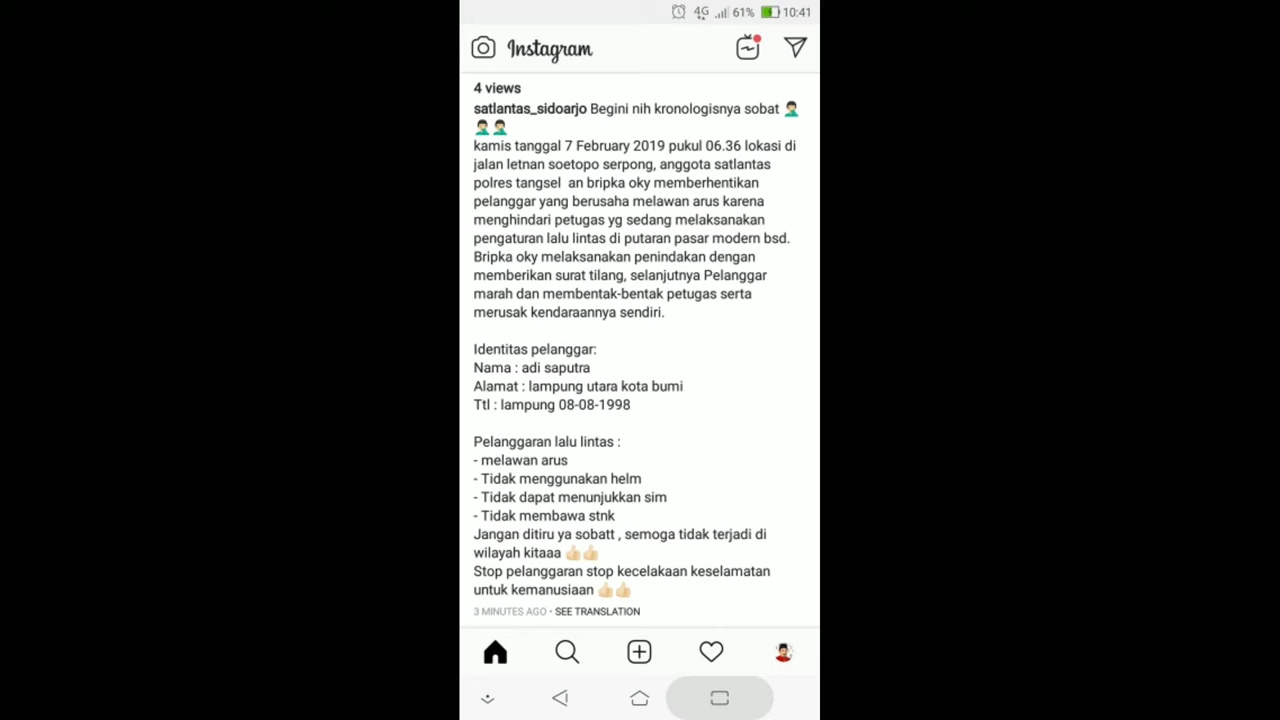 4G 61% 10:41
Instagram
4 views
satlantas_sidoarjo Begini nih kronologisnya sobat 🤦🏻‍♂️
🤦🏻‍♂️🤦🏻‍♂️
kamis tanggal 7 February 2019 pukul 06.36 lokasi di
jalan letnan soetopo serpong, anggota satlantas
polres tangsel  an bripka oky memberhentikan
pelanggar yang berusaha melawan arus karena
menghindari petugas yg sedang melaksanakan
pengaturan lalu lintas di putaran pasar modern bsd.
Bripka oky melaksanakan penindakan dengan
memberikan surat tilang, selanjutnya Pelanggar
marah dan membentak-bentak petugas serta
merusak kendaraannya sendiri.
Identitas pelanggar:
Nama : adi saputra
Alamat : lampung utara kota bumi
Ttl : lampung 08-08-1998
Pelanggaran lalu lintas :
- melawan arus
- Tidak menggunakan helm
- Tidak dapat menunjukkan sim
- Tidak membawa stnk
Jangan ditiru ya sobatt , semoga tidak terjadi di
wilayah kitaaa 👍🏻👍🏻
Stop pelanggaran stop kecelakaan keselamatan
untuk kemanusiaan 👍🏻👍🏻
3 MINUTES AGO • SEE TRANSLATION